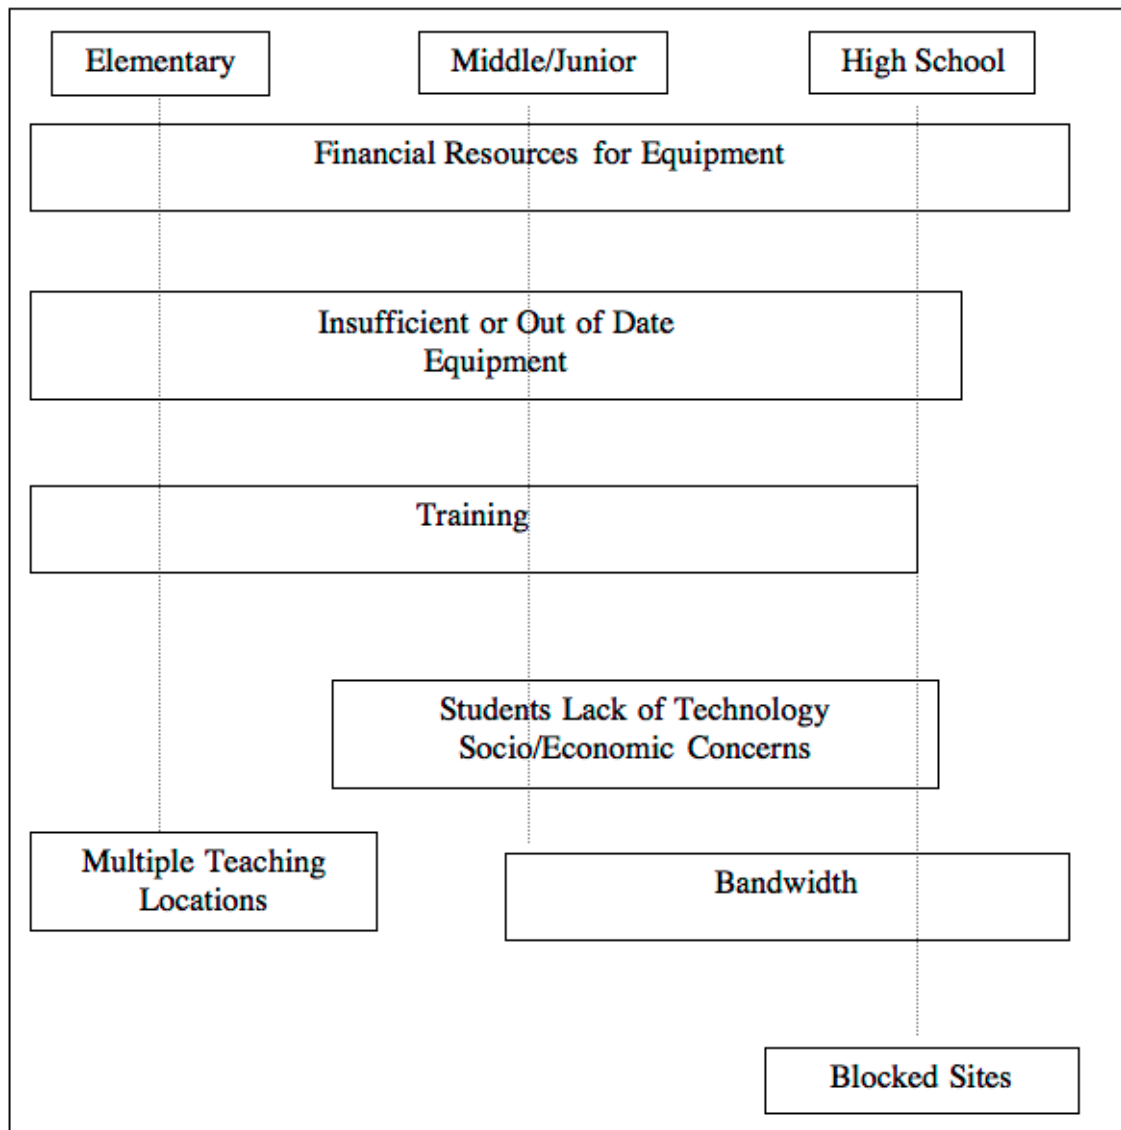 Elementary
Middle/Junior
High School
Financial Resources for Equipment
Insufficient or Out of Date
Equipment
Training
Students Lack of Technology
Socio/Economic Concerns
Multiple Teaching
Locations
Bandwidth
Blocked Sites